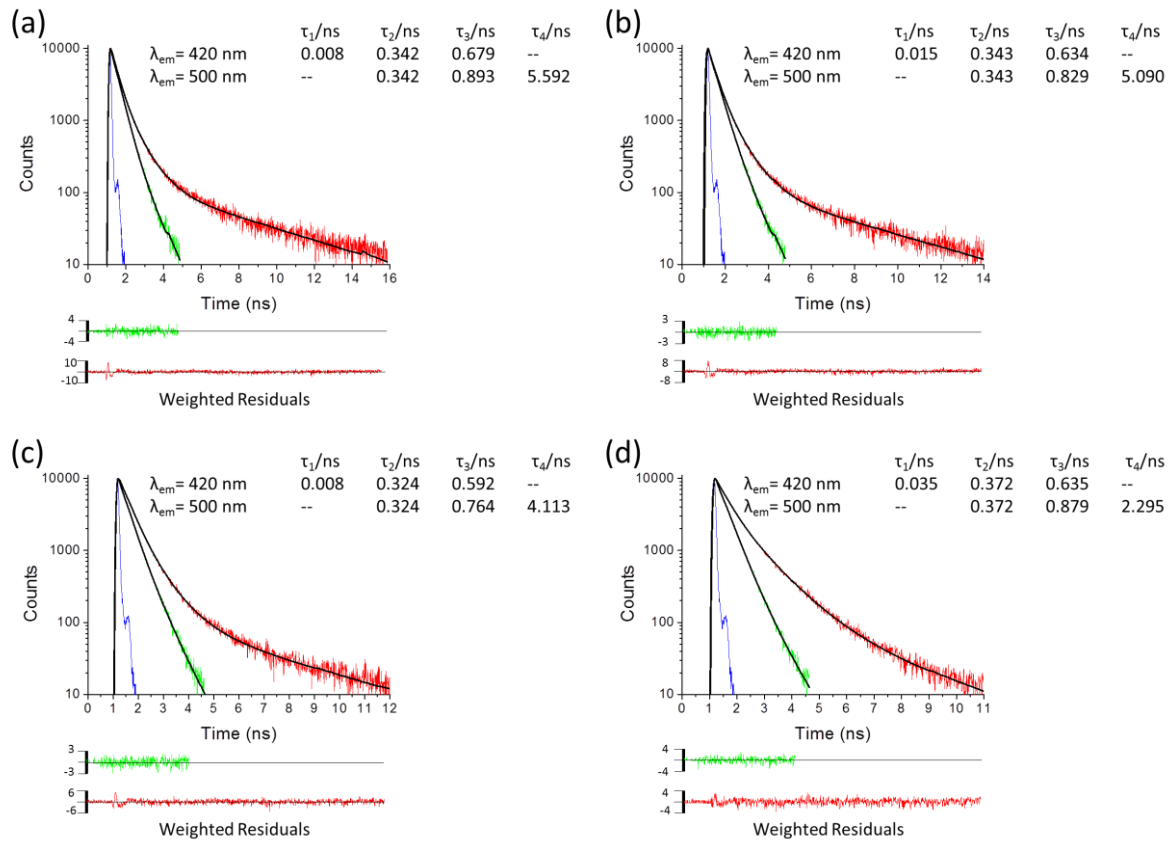 (a)
τ₁/ns τ₂/ns τ₃/ns τ₄/ns
λem= 420 nm 0.008 0.342 0.679 --
λem= 500 nm -- 0.342 0.893 5.592
10000
1000
100
10
Counts
0 2 4 6 8 10 12 14 16
Time (ns)
4
-4
10
-10
Weighted Residuals
(b)
τ₁/ns τ₂/ns τ₃/ns τ₄/ns
λem= 420 nm 0.015 0.343 0.634 --
λem= 500 nm -- 0.343 0.829 5.090
10000
1000
100
10
Counts
0 2 4 6 8 10 12 14
Time (ns)
3
-3
8
-8
Weighted Residuals
(c)
τ₁/ns τ₂/ns τ₃/ns τ₄/ns
λem= 420 nm 0.008 0.324 0.592 --
λem= 500 nm -- 0.324 0.764 4.113
10000
1000
100
10
Counts
0 1 2 3 4 5 6 7 8 9 10 11 12
Time (ns)
3
-3
6
-6
Weighted Residuals
(d)
τ₁/ns τ₂/ns τ₃/ns τ₄/ns
λem= 420 nm 0.035 0.372 0.635 --
λem= 500 nm -- 0.372 0.879 2.295
10000
1000
100
10
Counts
0 1 2 3 4 5 6 7 8 9 10 11
Time (ns)
4
-4
4
-4
Weighted Residuals